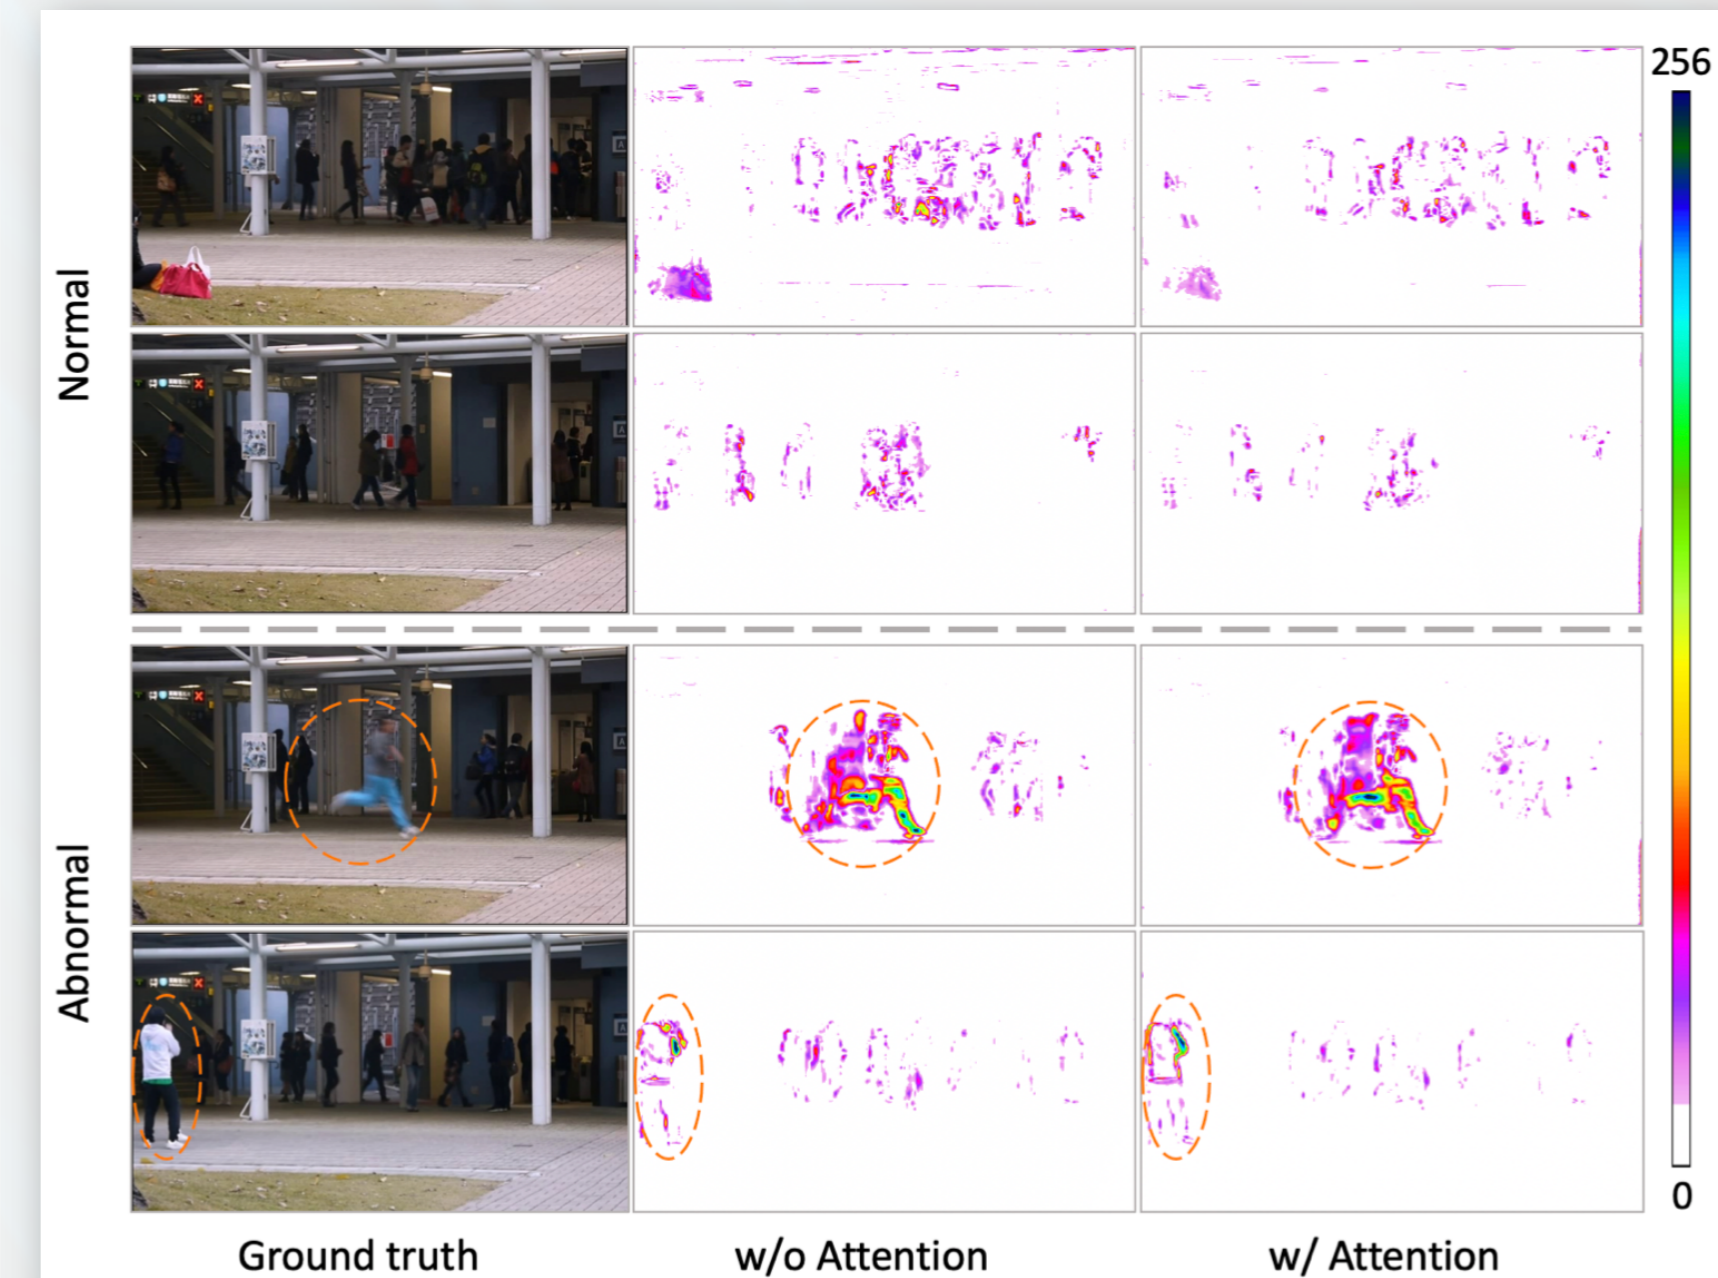 256
Normal
Abnormal
0
Ground truth
w/o Attention
w/ Attention